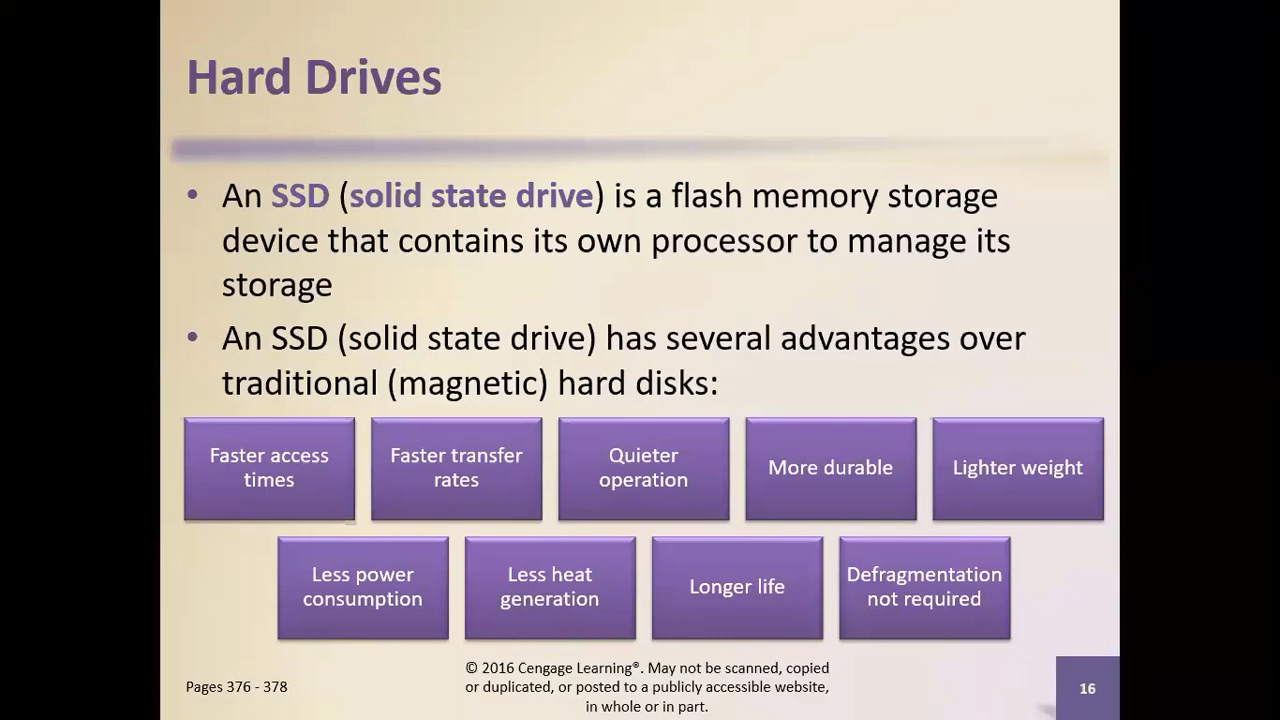 Hard Drives
• An SSD (solid state drive) is a flash memory storage
device that contains its own processor to manage its
storage
• An SSD (solid state drive) has several advantages over
traditional (magnetic) hard disks:
Faster access
times
Faster transfer
rates
Quieter
operation
More durable
Lighter weight
Less power
consumption
Less heat
generation
Longer life
Defragmentation
not required
Pages 376 - 378
© 2016 Cengage Learning®. May not be scanned, copied
or duplicated, or posted to a publicly accessible website,
in whole or in part.
16